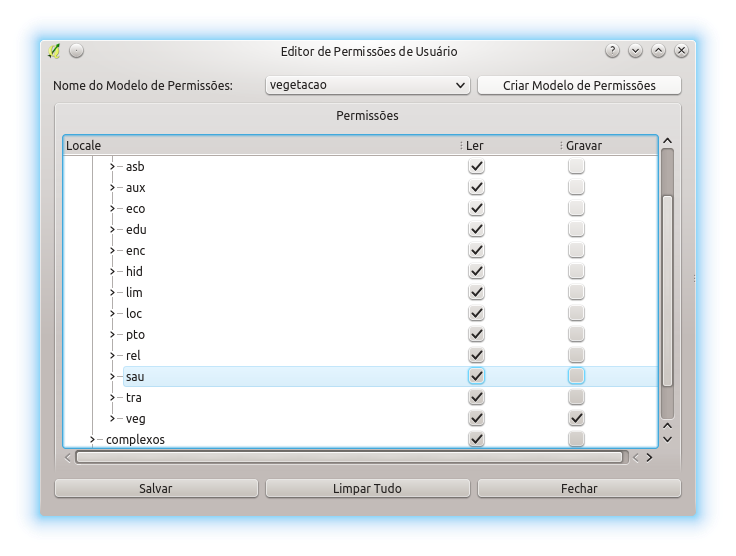 Editor de Permissões de Usuário
Nome do Modelo de Permissões: vegetacao Criar Modelo de Permissões
Permissões
Locale Ler Gravar
asb
aux
eco
edu
enc
hid
lim
loc
pto
rel
sau
tra
veg
complexos
Salvar Limpar Tudo Fechar